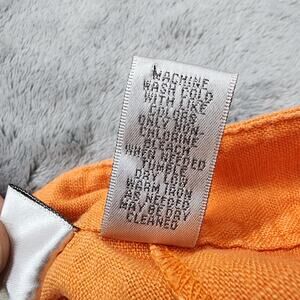 MACHINE
WASH COLD
WITH LIKE
COLORS
ONLY NON-
CHLORINE
BLEACH
WHEN NEEDED
TUMBLE
DRY LOW
WARM IRON
AS NEEDED
MAY BE DRY
CLEANED